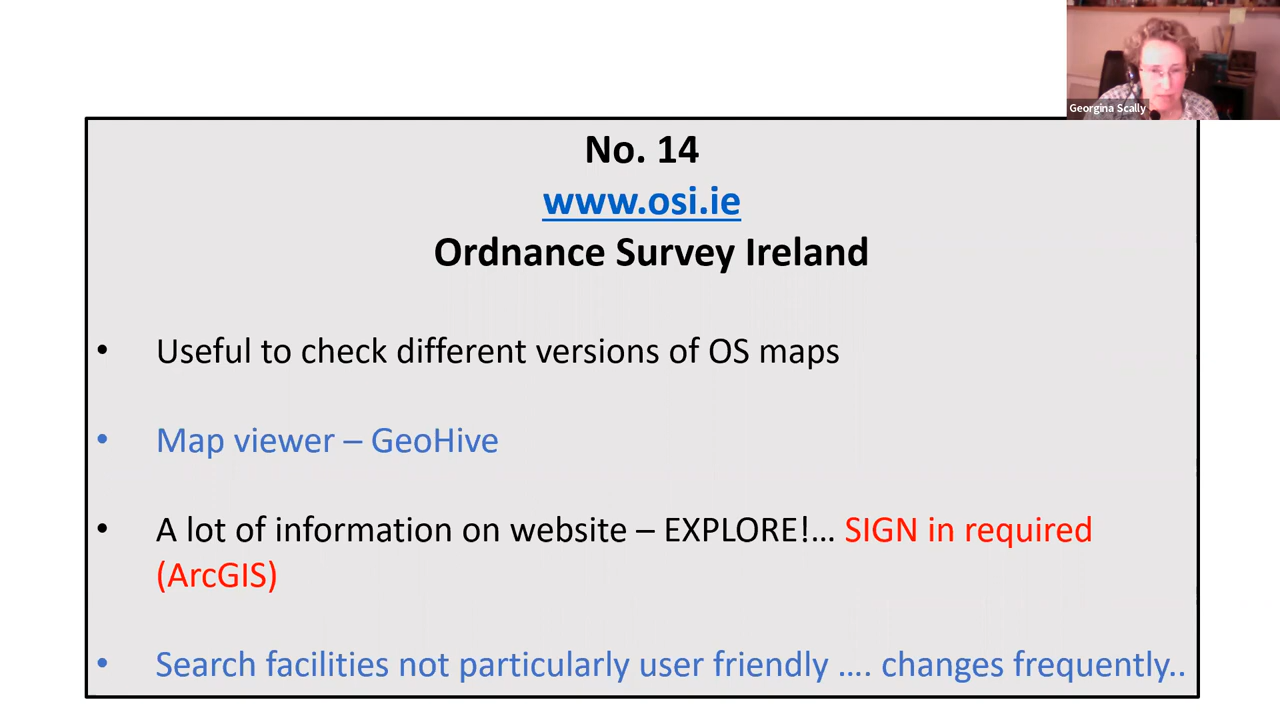 Georgina Scally
No. 14
www.osi.ie
Ordnance Survey Ireland
• Useful to check different versions of OS maps
• Map viewer – GeoHive
• A lot of information on website – EXPLORE!... SIGN in required
(ArcGIS)
• Search facilities not particularly user friendly .... changes frequently..